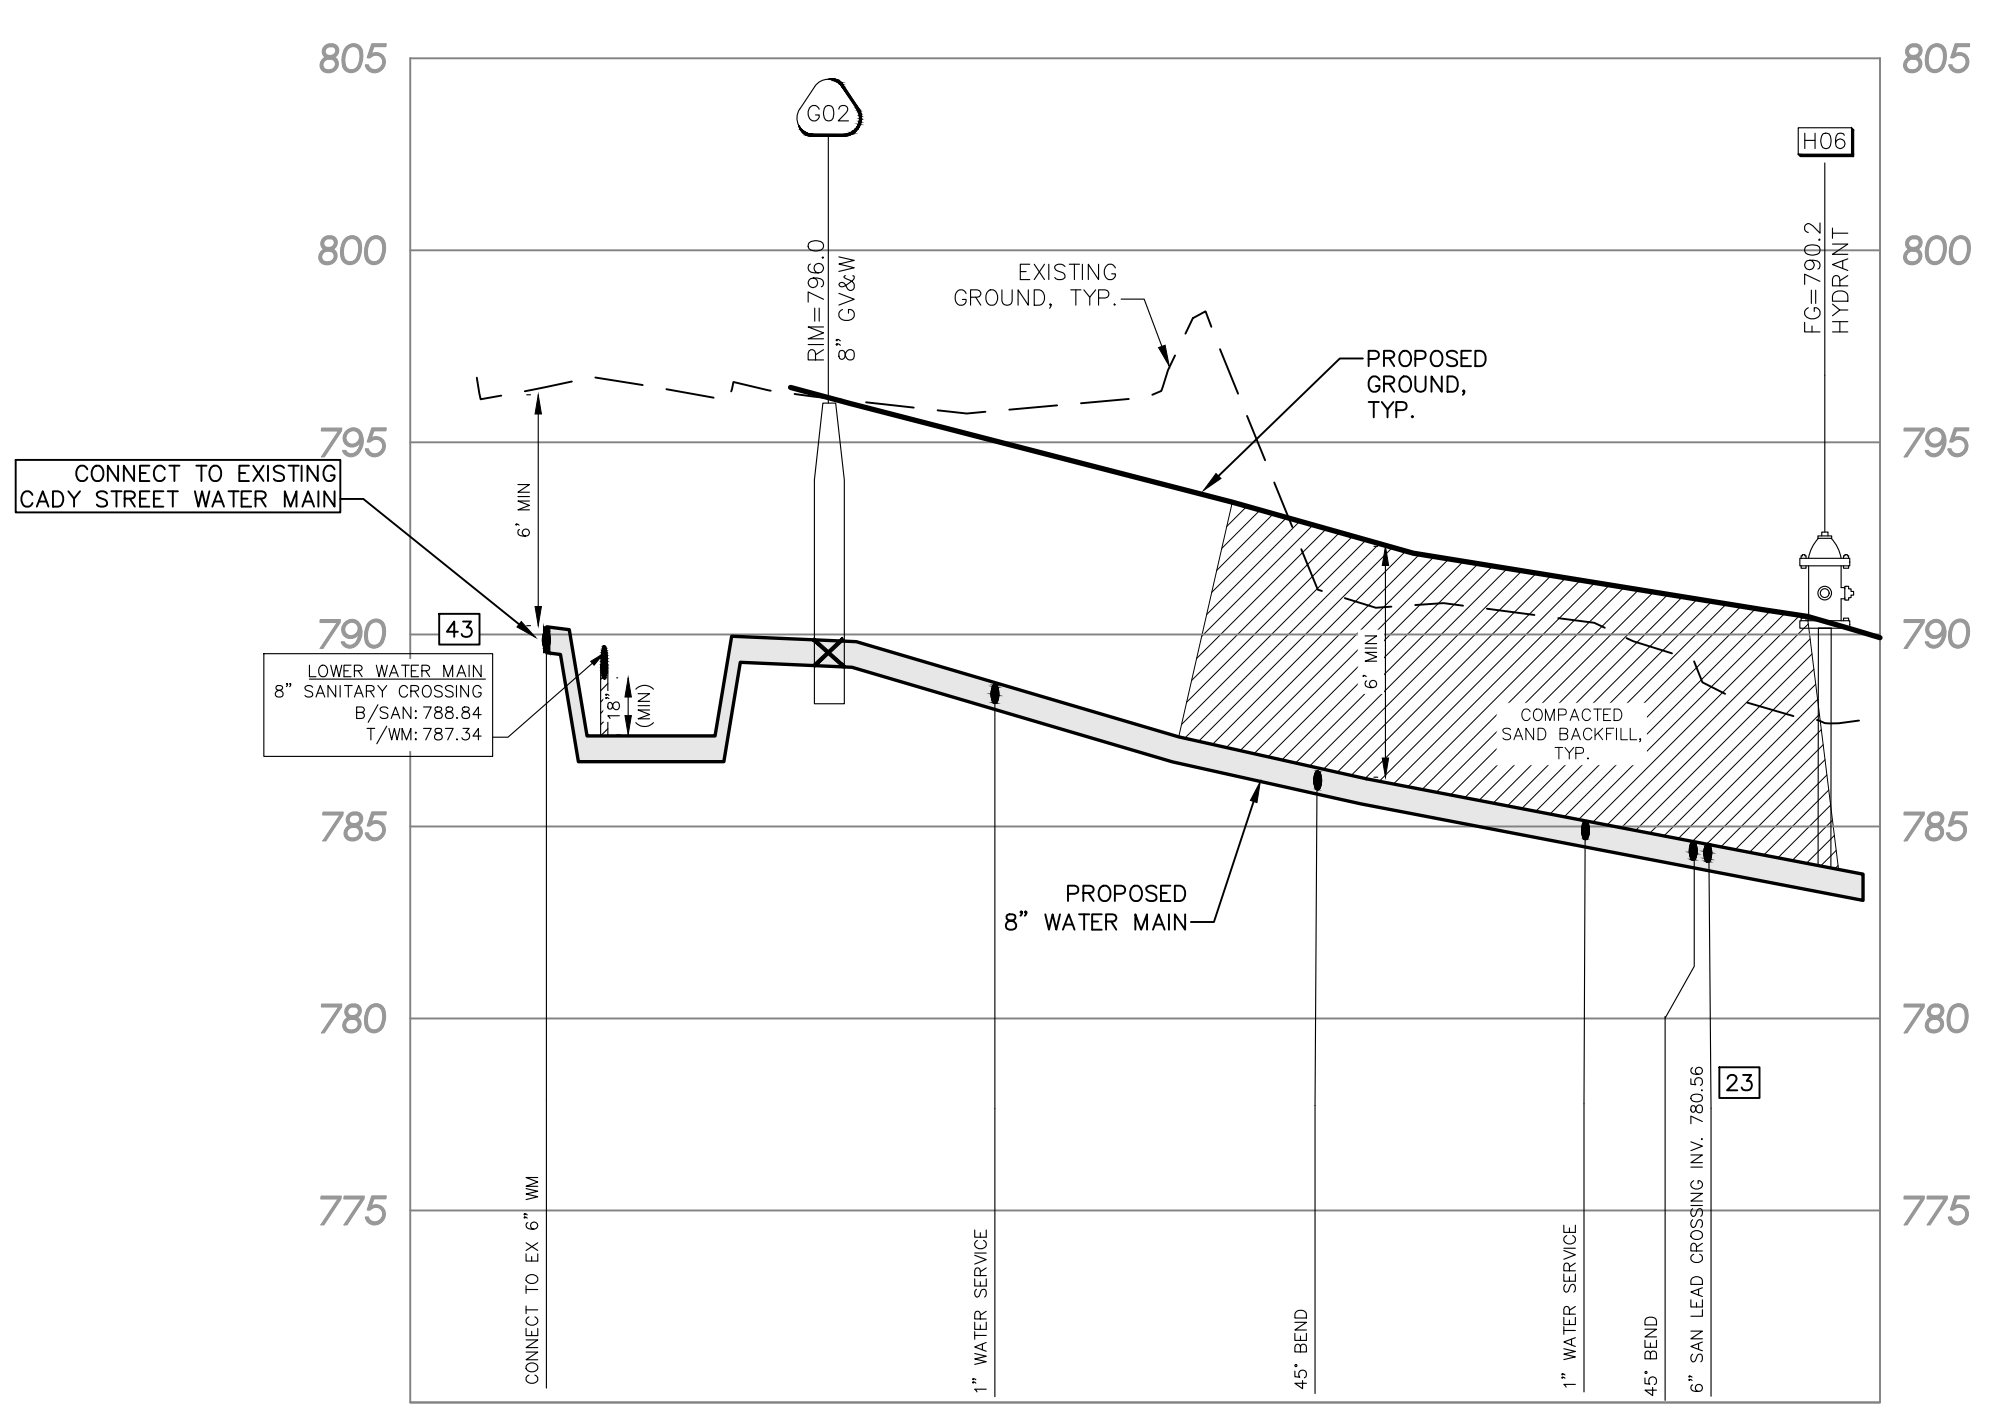 805
805
G02
H06
800
800
RIM=796.0
8" GV&W
FG=790.2
HYDRANT
EXISTING
GROUND, TYP.
PROPOSED
GROUND,
TYP.
795
795
CONNECT TO EXISTING
CADY STREET WATER MAIN
6' MIN
43
790
790
LOWER WATER MAIN
8" SANITARY CROSSING
B/SAN: 788.84
T/WM: 787.34
18"
(MIN)
6' MIN
COMPACTED
SAND BACKFILL,
TYP.
785
785
PROPOSED
8" WATER MAIN
780
780
23
775
775
CONNECT TO EX 6" WM
1" WATER SERVICE
45° BEND
1" WATER SERVICE
45° BEND
6" SAN LEAD CROSSING INV. 780.56